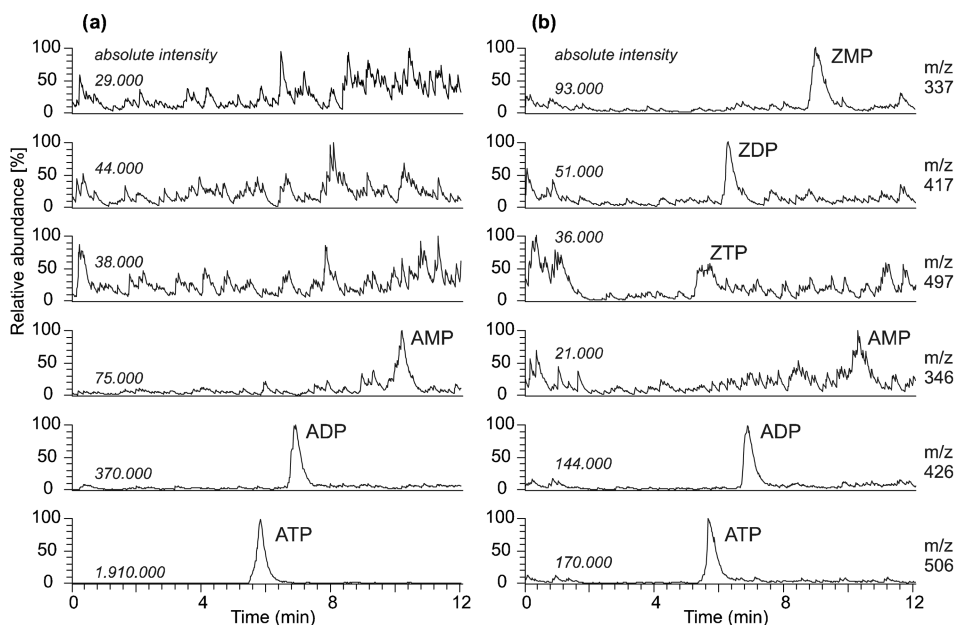 (a) (b)
absolute intensity absolute intensity
100 50 0 29.000 100 50 0 93.000 ZMP m/z 337
100 50 0 44.000 100 50 0 51.000 ZDP m/z 417
100 50 0 38.000 100 50 0 36.000 ZTP m/z 497
100 50 0 75.000 AMP 100 50 0 21.000 AMP m/z 346
100 50 0 370.000 ADP 100 50 0 144.000 ADP m/z 426
100 50 0 1.910.000 ATP 100 50 0 170.000 ATP m/z 506
Relative abundance [%]
0 4 8 12 0 4 8 12
Time (min) Time (min)